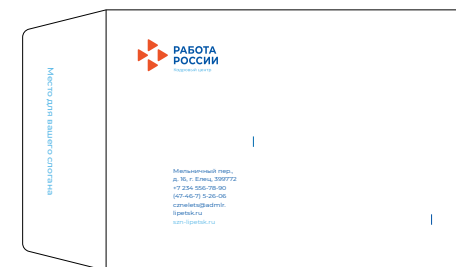 Место для вашего слогана
РАБОТА
РОССИИ
Кадровый центр
Мельничный пер.,
д. 16, г. Елец, 399772
+7 234 556-78-90
(47-46-7) 5-26-06
cznelets@admlr.
lipetsk.ru
szn-lipetsk.ru